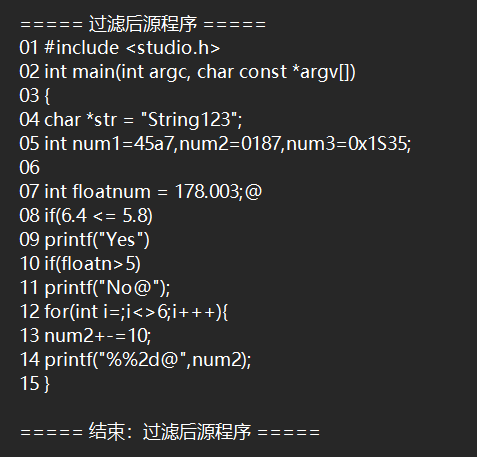 ===== 过滤后源程序 =====
01 #include <studio.h>
02 int main(int argc, char const *argv[])
03 {
04 char *str = "String123";
05 int num1=45a7,num2=0187,num3=0x1S35;
06
07 int floatnum = 178.003;@
08 if(6.4 <= 5.8)
09 printf("Yes")
10 if(floatn>5)
11 printf("No@");
12 for(int i=;i<>6;i+++){
13 num2+-=10;
14 printf("%%2d@",num2);
15 }
===== 结束：过滤后源程序 =====